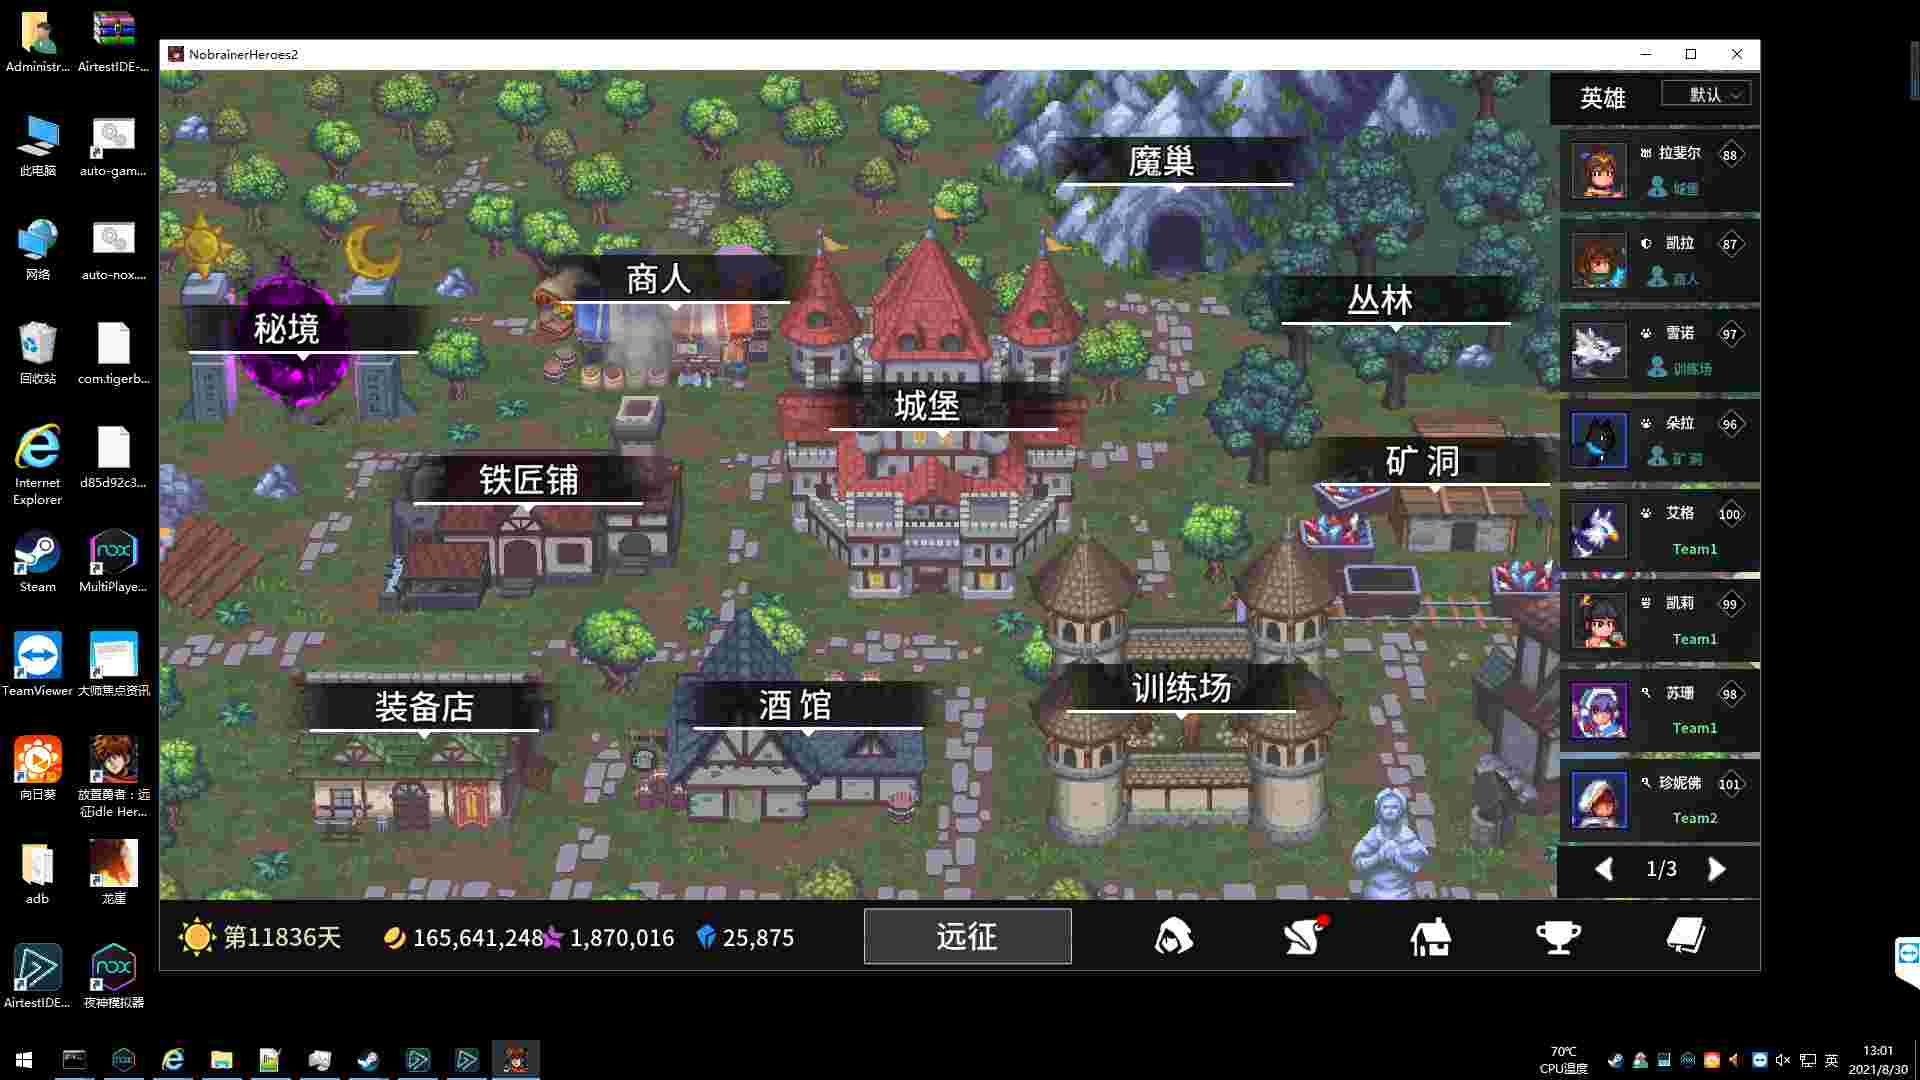 Administr...
AirtestIDE-...
此电脑
auto-gam...
网络
auto-nox....
回收站
com.tigerb...
Internet
Explorer
d85d92c3...
Steam
MultiPlaye...
TeamViewer
大师焦点资讯
向日葵
放置勇者：远
征idle Her...
adb
龙崖
AirtestIDE...
夜神模拟器
NobrainerHeroes2
魔巢
商人
丛林
秘境
城堡
矿洞
铁匠铺
训练场
装备店
酒馆
英雄
默认
拉斐尔
88
城堡
凯拉
87
商人
雪诺
97
训练场
朵拉
96
矿洞
艾格
100
Team1
凯莉
99
Team1
苏珊
98
Team1
珍妮佛
101
Team2
1/3
第11836天
165,641,248
1,870,016
25,875
远征
nox
70℃
CPU温度
英
13:01
2021/8/30